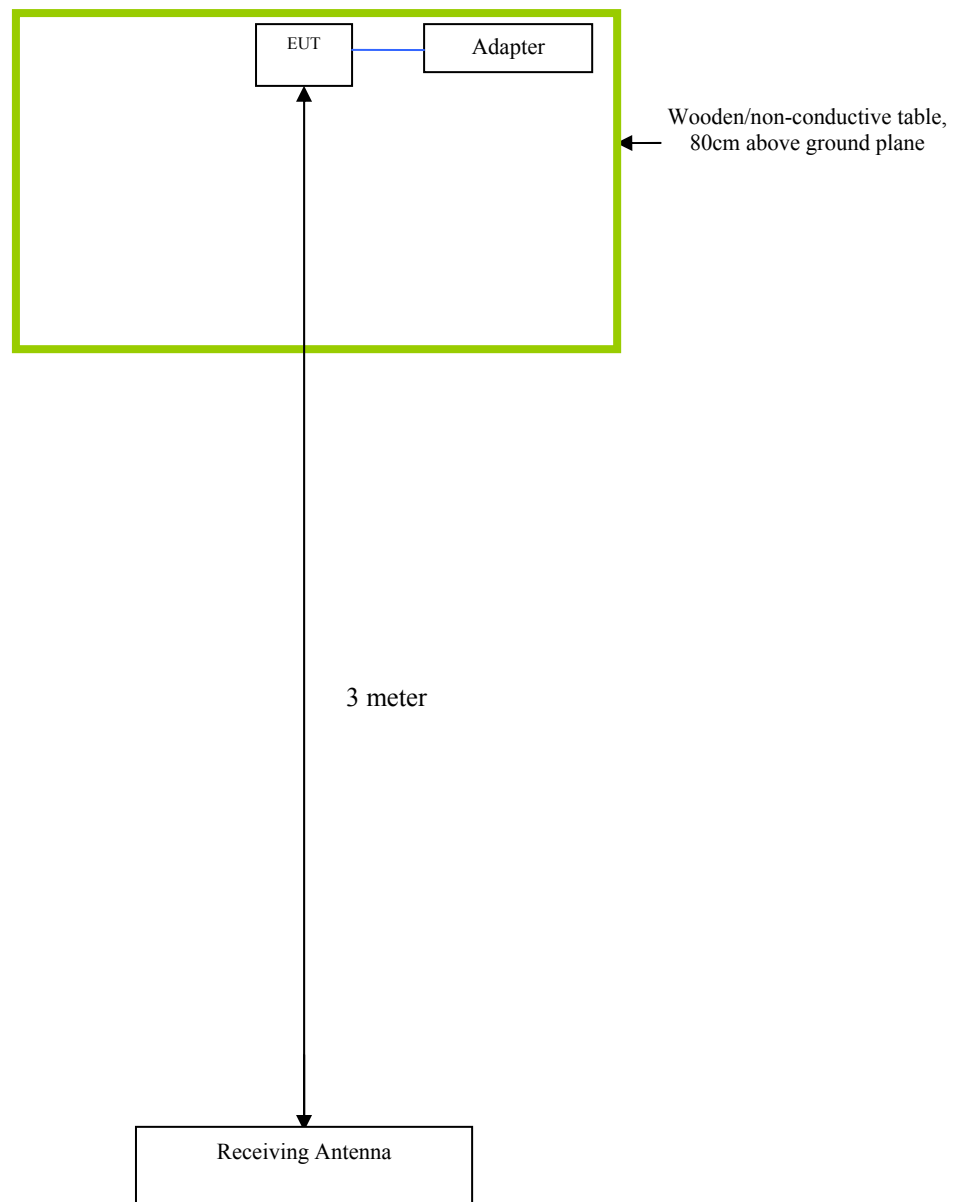 EUT
Adapter
Wooden/non-conductive table,
80cm above ground plane
3 meter
Receiving Antenna